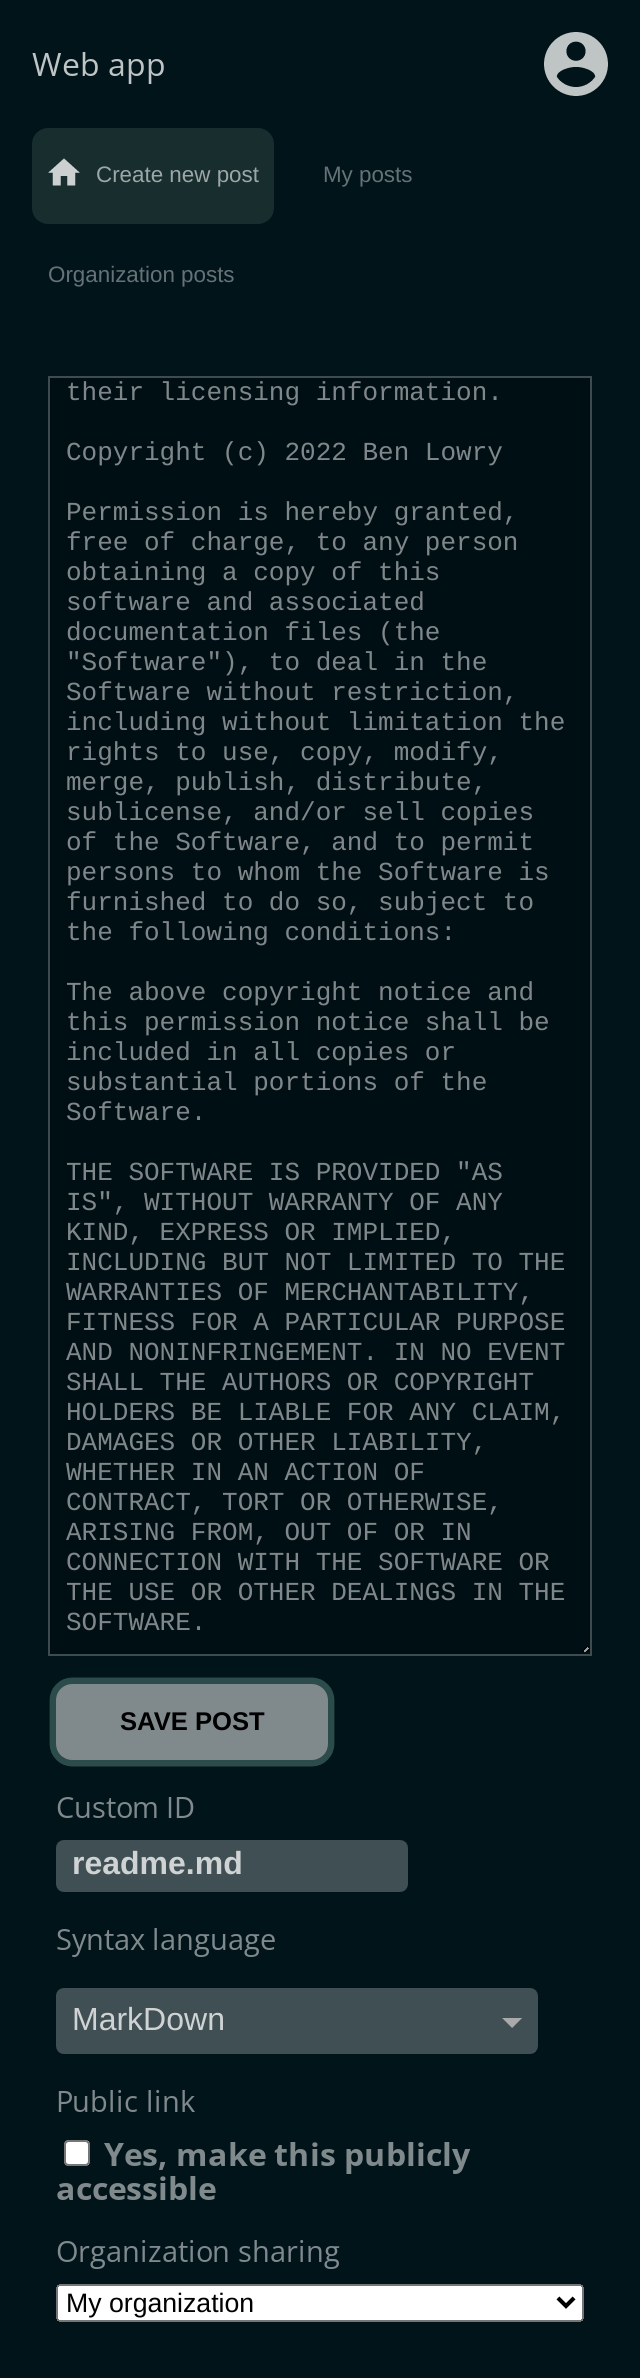 Web app
Create new post
My posts
Organization posts
their licensing information.
Copyright (c) 2022 Ben Lowry
Permission is hereby granted,
free of charge, to any person
obtaining a copy of this
software and associated
documentation files (the
"Software"), to deal in the
Software without restriction,
including without limitation the
rights to use, copy, modify,
merge, publish, distribute,
sublicense, and/or sell copies
of the Software, and to permit
persons to whom the Software is
furnished to do so, subject to
the following conditions:
The above copyright notice and
this permission notice shall be
included in all copies or
substantial portions of the
Software.
THE SOFTWARE IS PROVIDED "AS
IS", WITHOUT WARRANTY OF ANY
KIND, EXPRESS OR IMPLIED,
INCLUDING BUT NOT LIMITED TO THE
WARRANTIES OF MERCHANTABILITY,
FITNESS FOR A PARTICULAR PURPOSE
AND NONINFRINGEMENT. IN NO EVENT
SHALL THE AUTHORS OR COPYRIGHT
HOLDERS BE LIABLE FOR ANY CLAIM,
DAMAGES OR OTHER LIABILITY,
WHETHER IN AN ACTION OF
CONTRACT, TORT OR OTHERWISE,
ARISING FROM, OUT OF OR IN
CONNECTION WITH THE SOFTWARE OR
THE USE OR OTHER DEALINGS IN THE
SOFTWARE.
SAVE POST
Custom ID
readme.md
Syntax language
MarkDown
Public link
Yes, make this publicly
accessible
Organization sharing
My organization